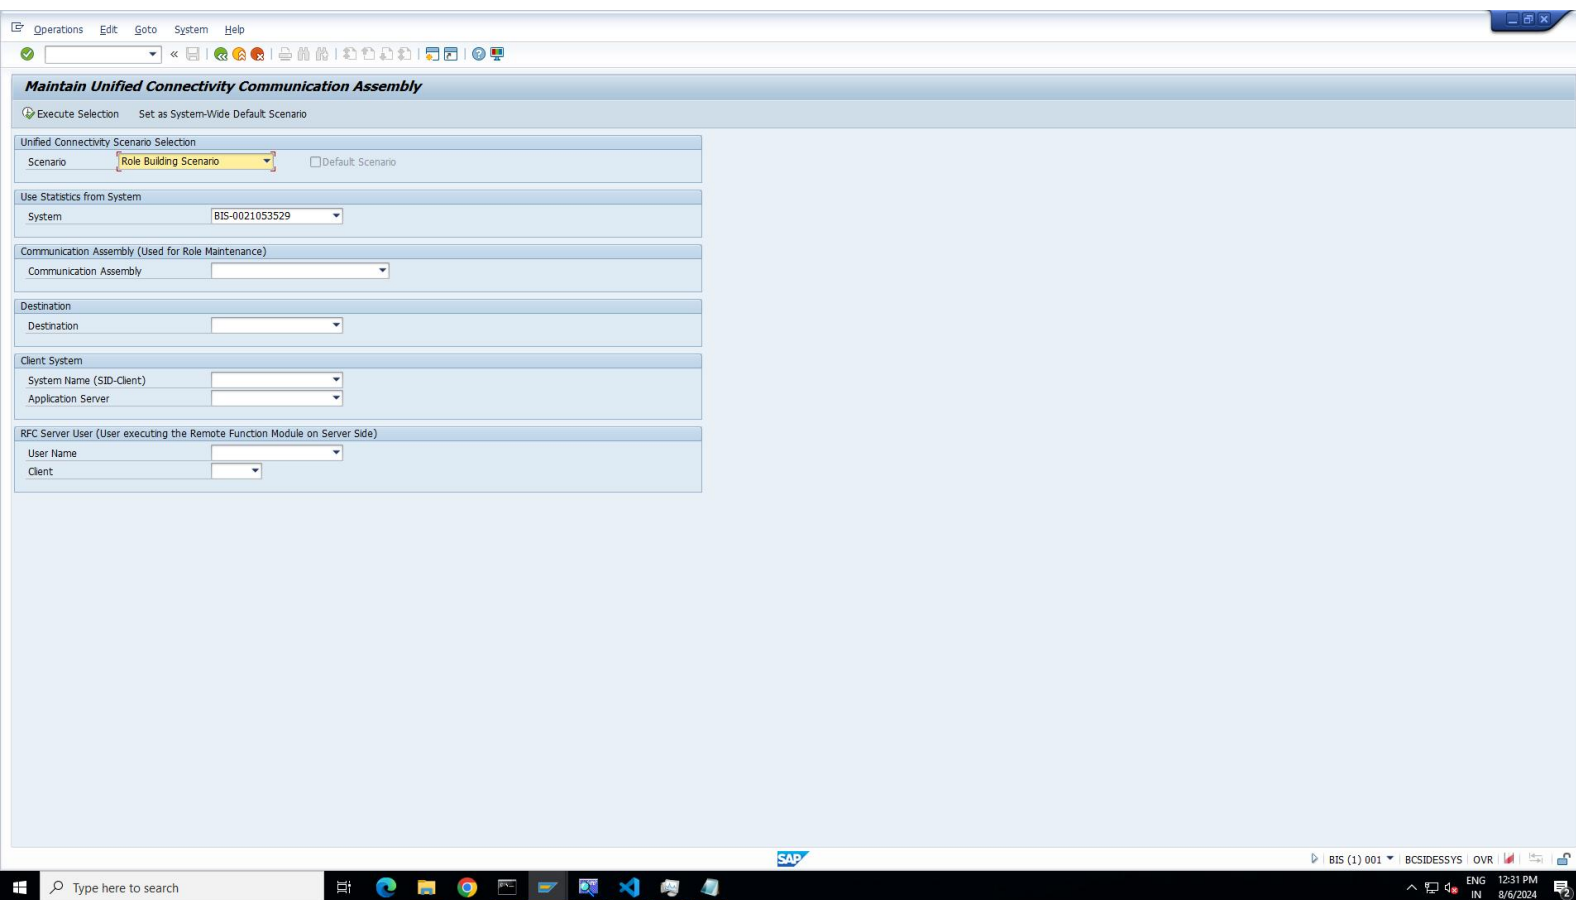 Operations Edit Goto System Help
Maintain Unified Connectivity Communication Assembly
Execute Selection Set as System-Wide Default Scenario
Unified Connectivity Scenario Selection
Scenario Role Building Scenario Default Scenario
Use Statistics from System
System BIS-0021053529
Communication Assembly (Used for Role Maintenance)
Communication Assembly
Destination
Destination
Client System
System Name (SID-Client)
Application Server
RFC Server User (User executing the Remote Function Module on Server Side)
User Name
Client
SAP
BIS (1) 001 BCSIDESSYS OVR
Type here to search
ENG 12:31 PM
IN 8/6/2024
2